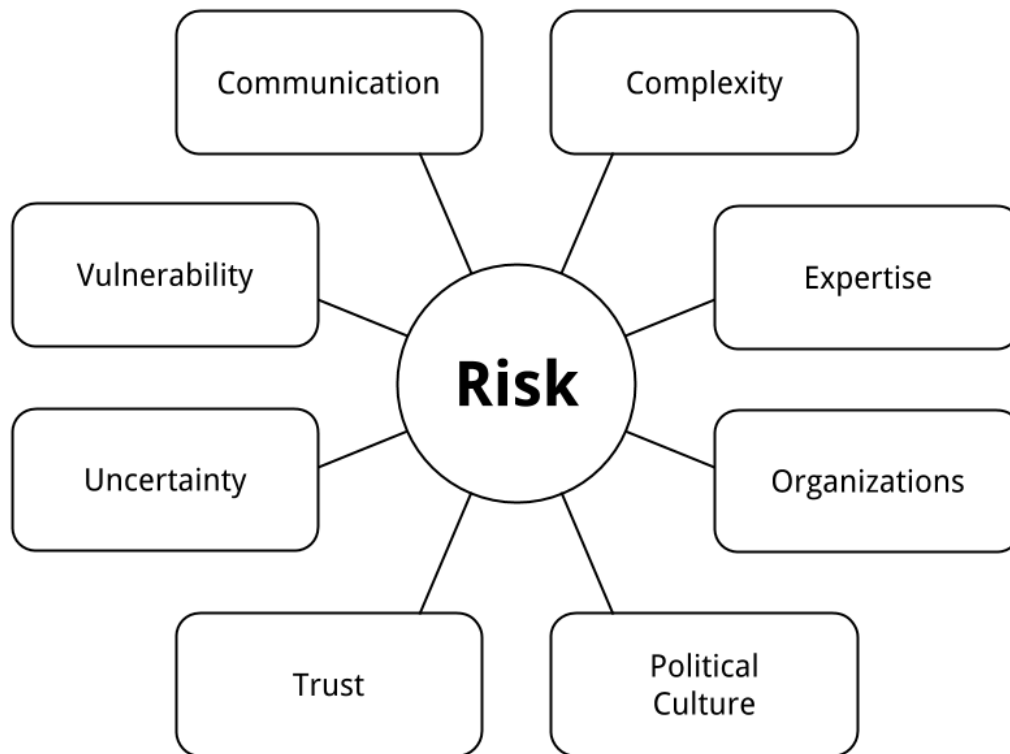 Communication
Complexity
Vulnerability
Expertise
Risk
Uncertainty
Organizations
Trust
Political
Culture